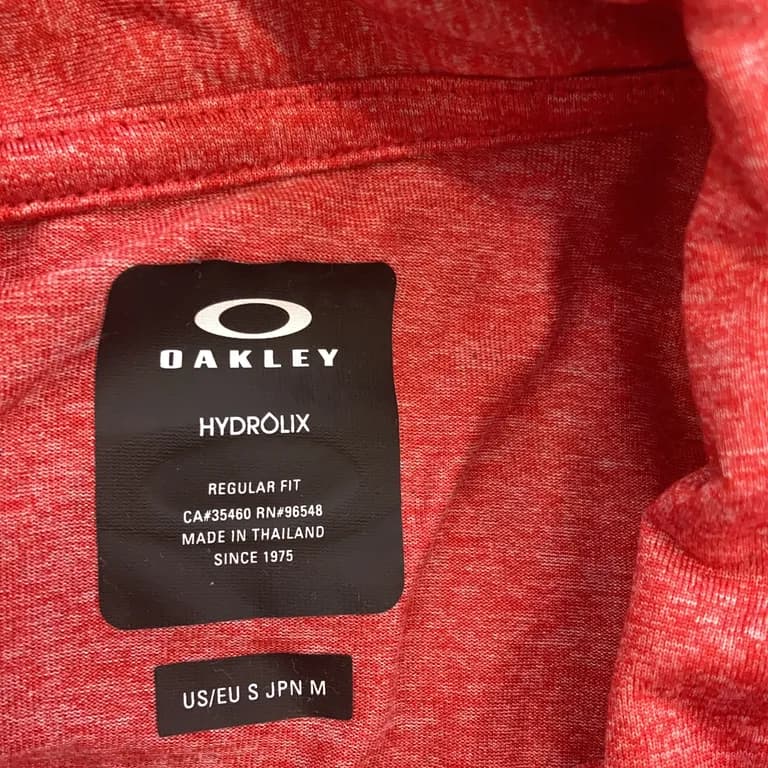 OAKLEY
HYDROLIX
REGULAR FIT
CA#35460 RN#96548
MADE IN THAILAND
SINCE 1975
US/EU S JPN M